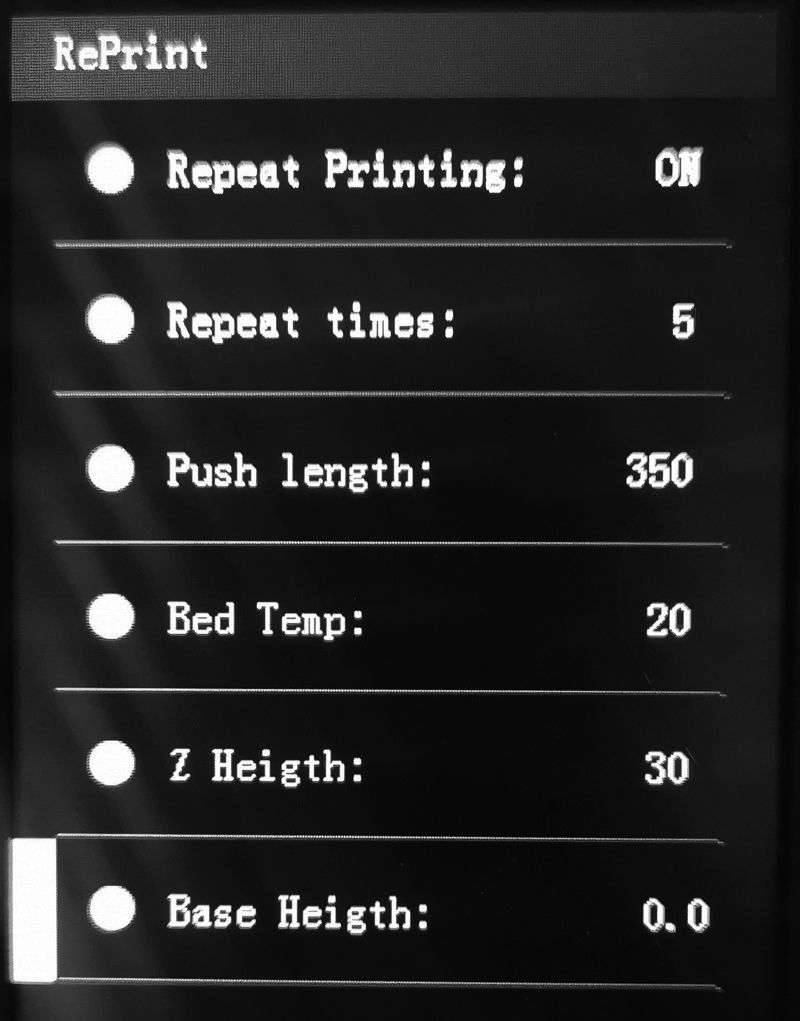 RePrint
Repeat Printing: ON
Repeat times: 5
Push length: 350
Bed Temp: 20
Z Heigth: 30
Base Heigth: 0.0